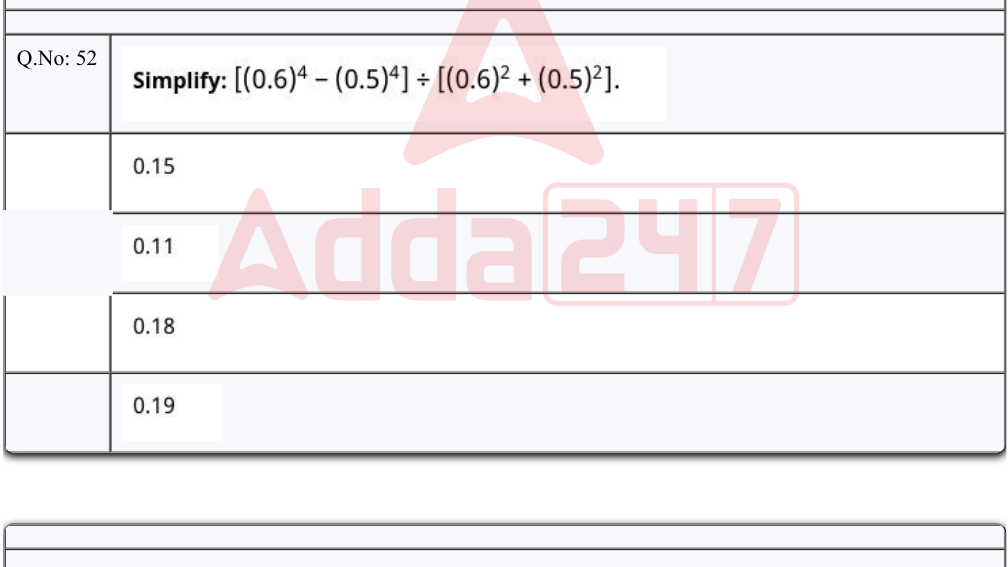 Q.No: 52
Simplify: [(0.6)⁴ – (0.5)⁴] ÷ [(0.6)² + (0.5)²].
0.15
0.11
0.18
0.19
Adda247